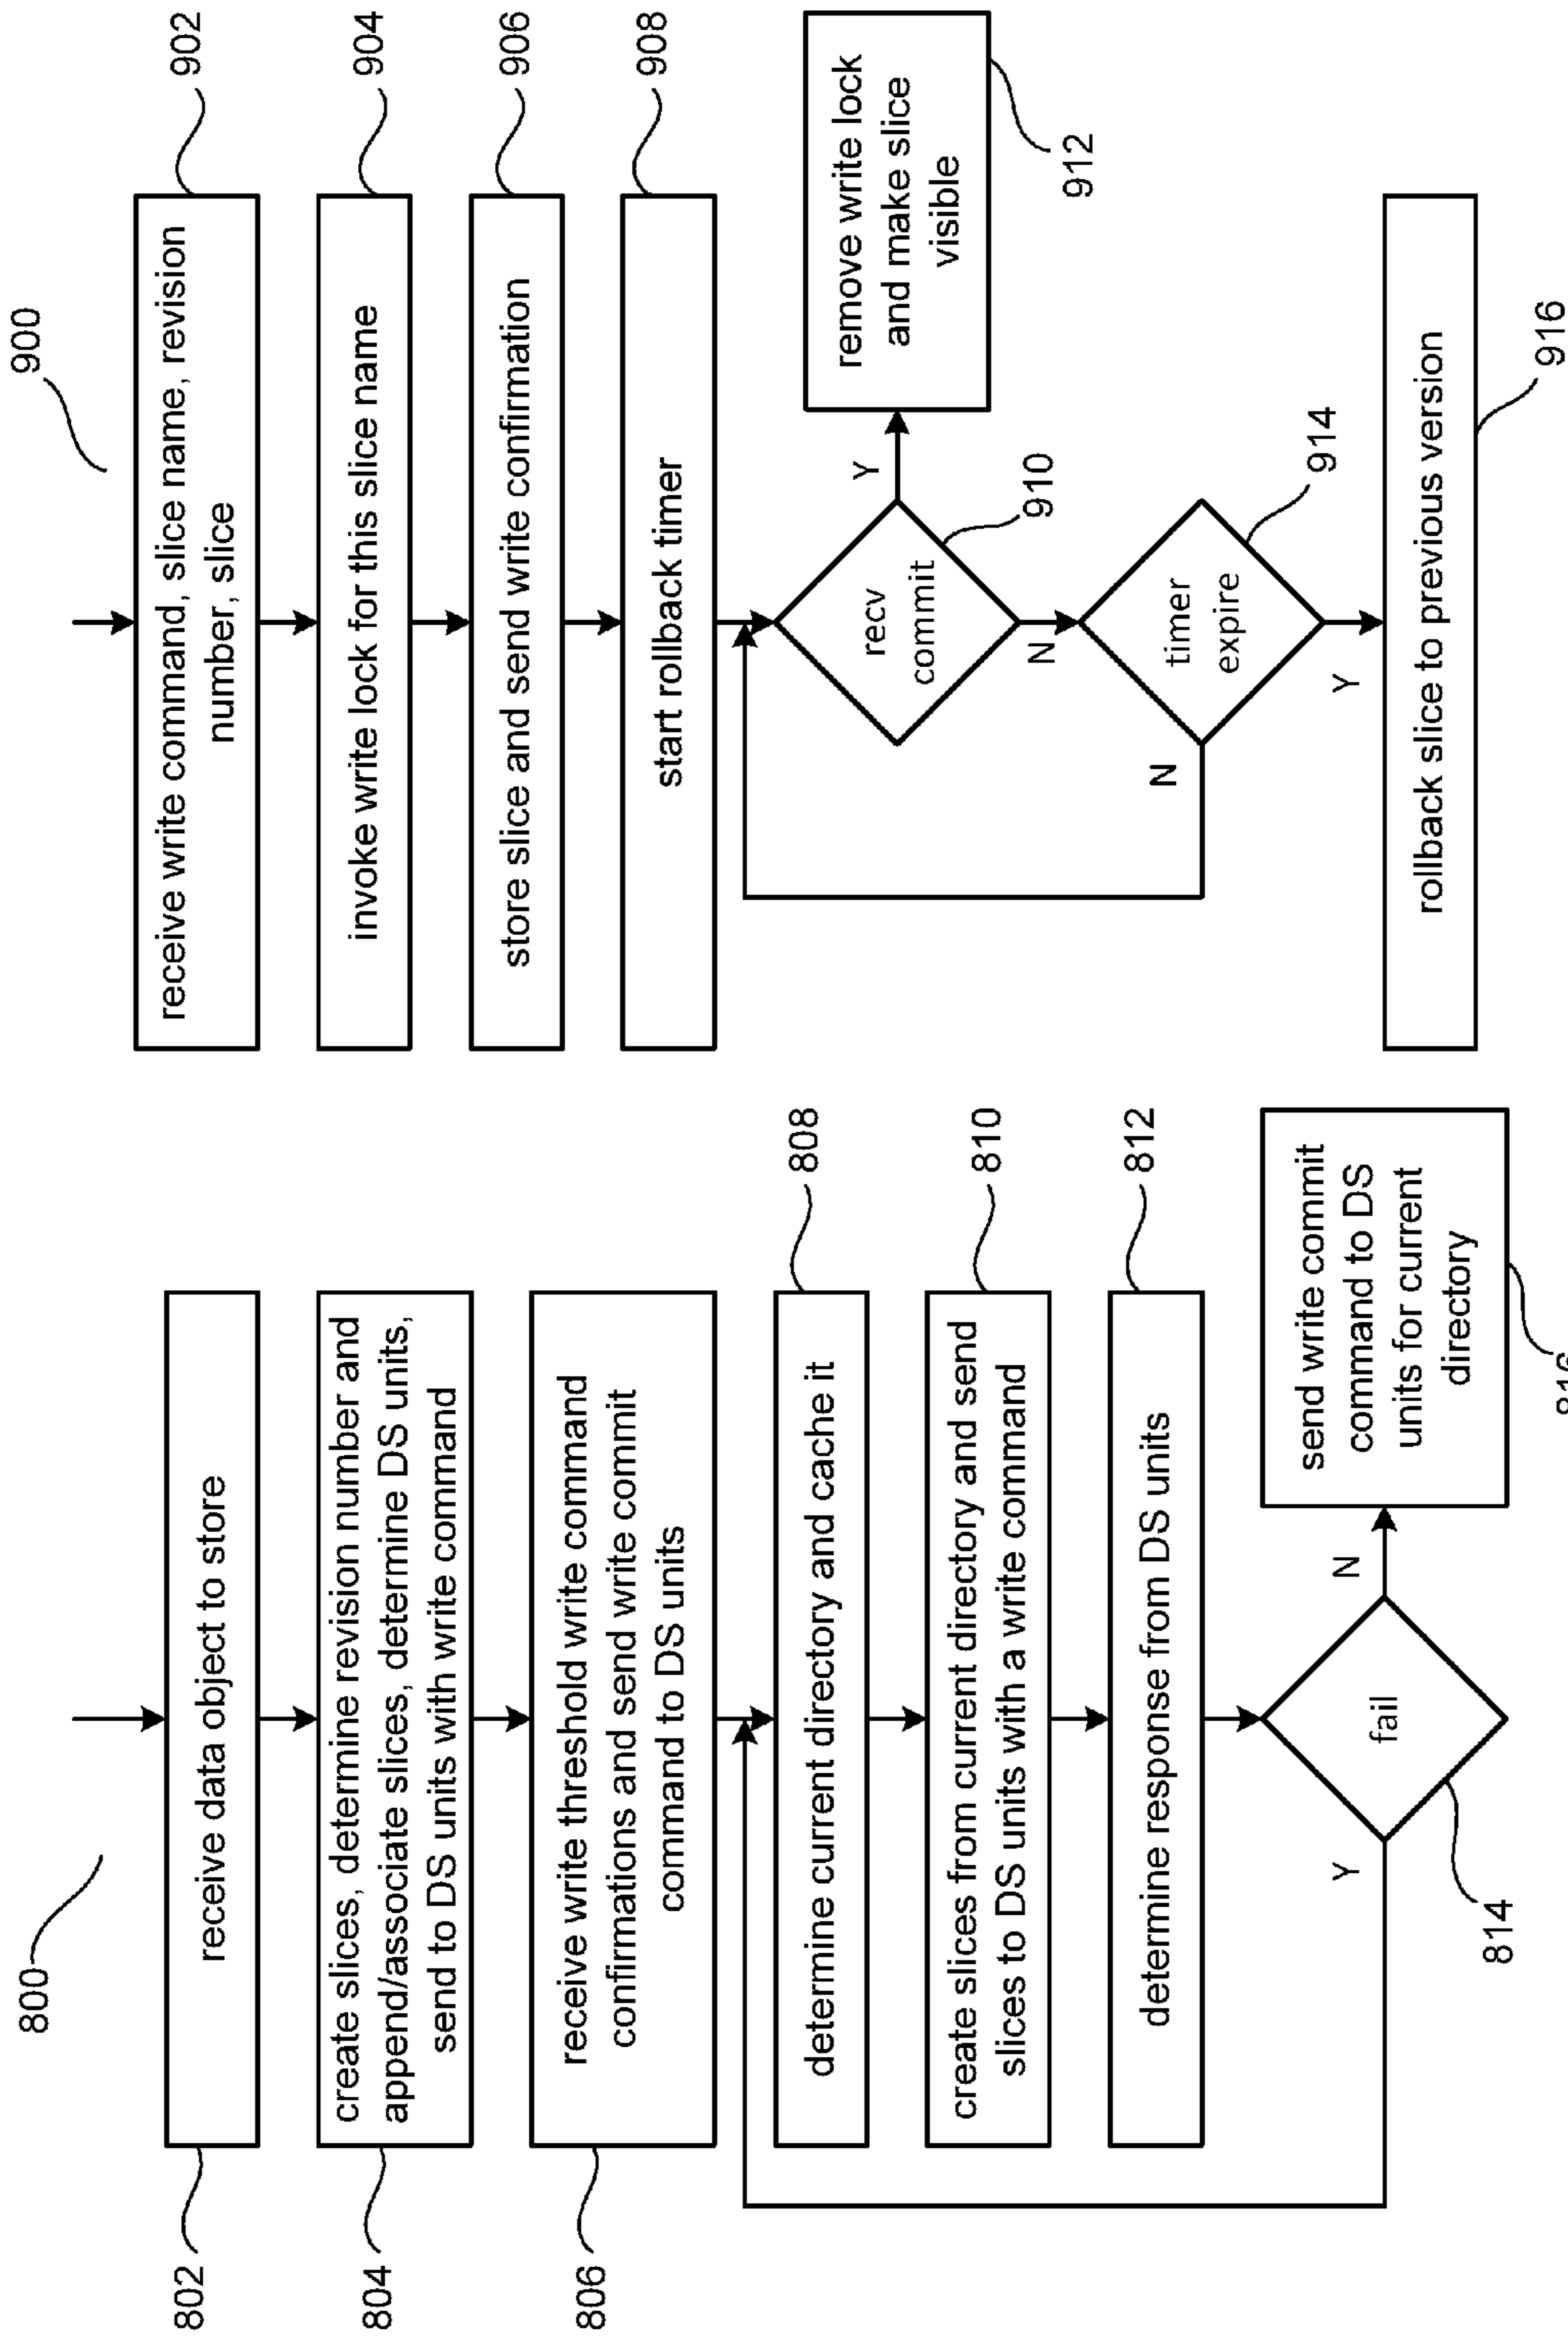 800
802
receive data object to store
804
create slices, determine revision number and
append/associate slices, determine DS units,
send to DS units with write command
806
receive write threshold write command
confirmations and send write commit
command to DS units
808
determine current directory and cache it
810
create slices from current directory and send
slices to DS units with a write command
812
determine response from DS units
814
fail
Y
N
send write commit
command to DS
units for current
directory
816
900
902
receive write command, slice name, revision
number, slice
904
invoke write lock for this slice name
906
store slice and send write confirmation
908
start rollback timer
910
recv
commit
Y
N
remove write lock
and make slice
visible
912
914
timer
expire
N
Y
rollback slice to previous version
916